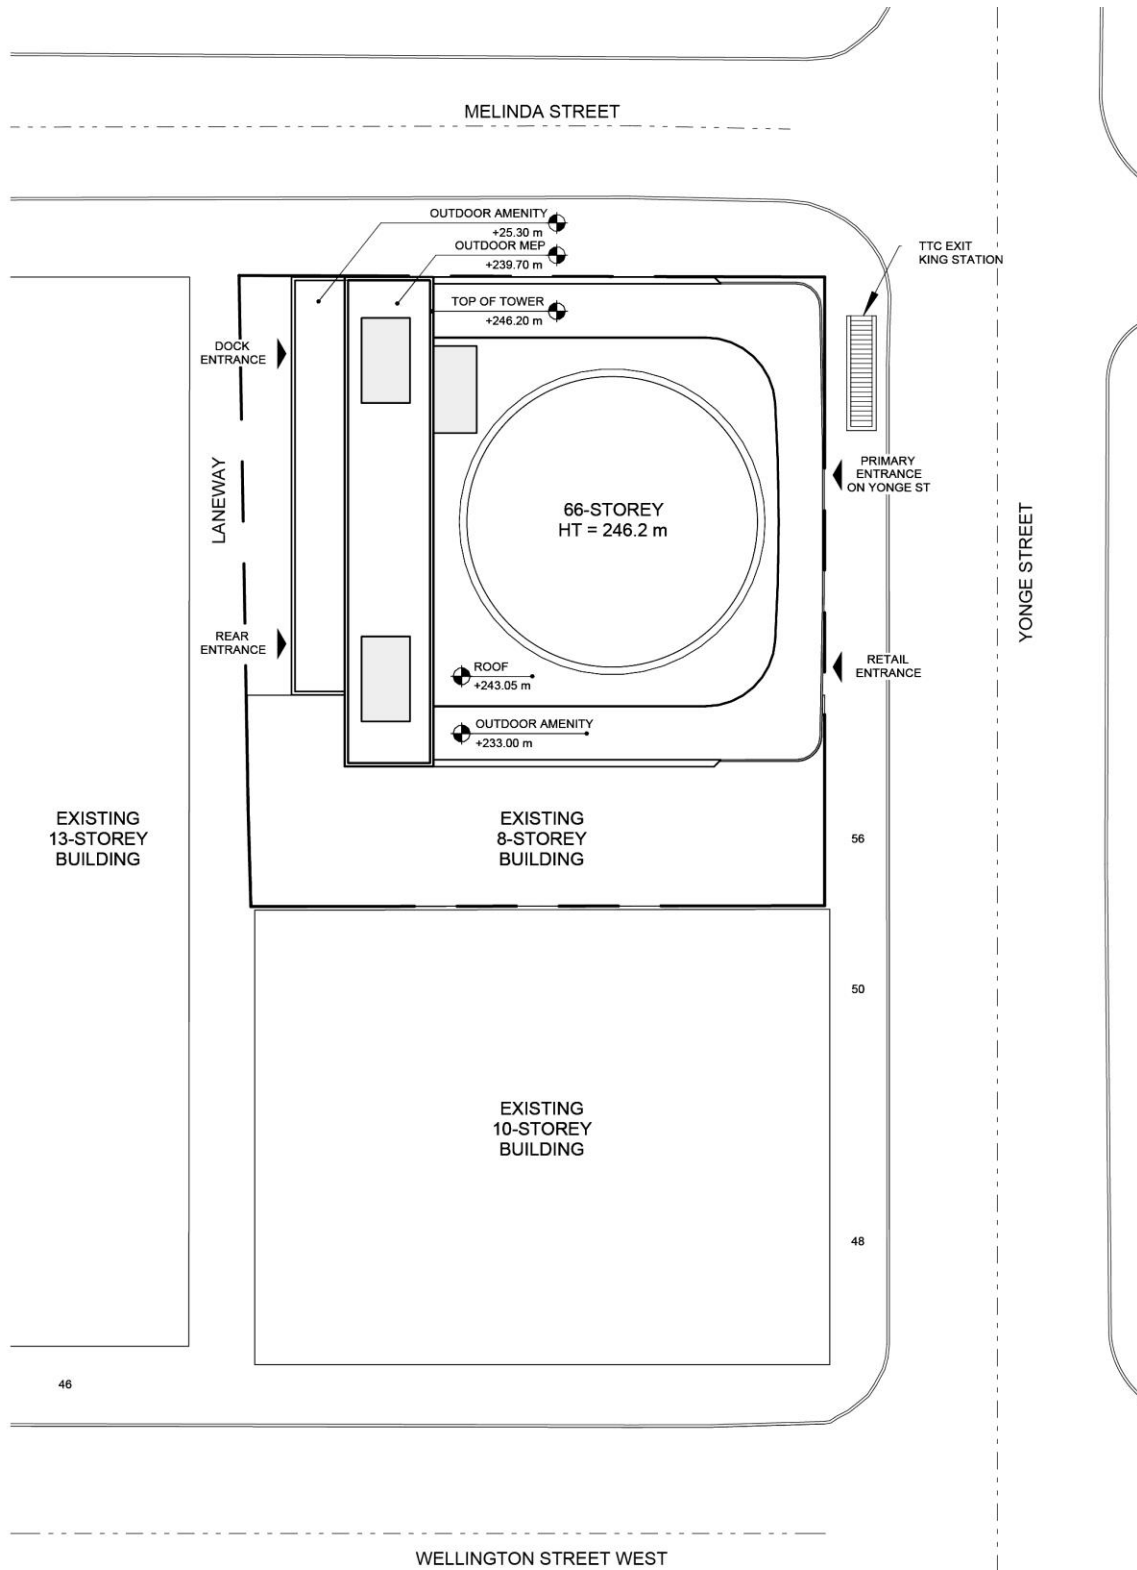 MELINDA STREET
OUTDOOR AMENITY
+25.30 m
OUTDOOR MEP
+239.70 m
TTC EXIT
KING STATION
TOP OF TOWER
+246.20 m
DOCK
ENTRANCE
LANEWAY
PRIMARY
ENTRANCE
ON YONGE ST
66-STOREY
HT = 246.2 m
YONGE STREET
REAR
ENTRANCE
ROOF
+243.05 m
RETAIL
ENTRANCE
OUTDOOR AMENITY
+233.00 m
EXISTING
13-STOREY
BUILDING
EXISTING
8-STOREY
BUILDING
56
50
EXISTING
10-STOREY
BUILDING
48
46
WELLINGTON STREET WEST